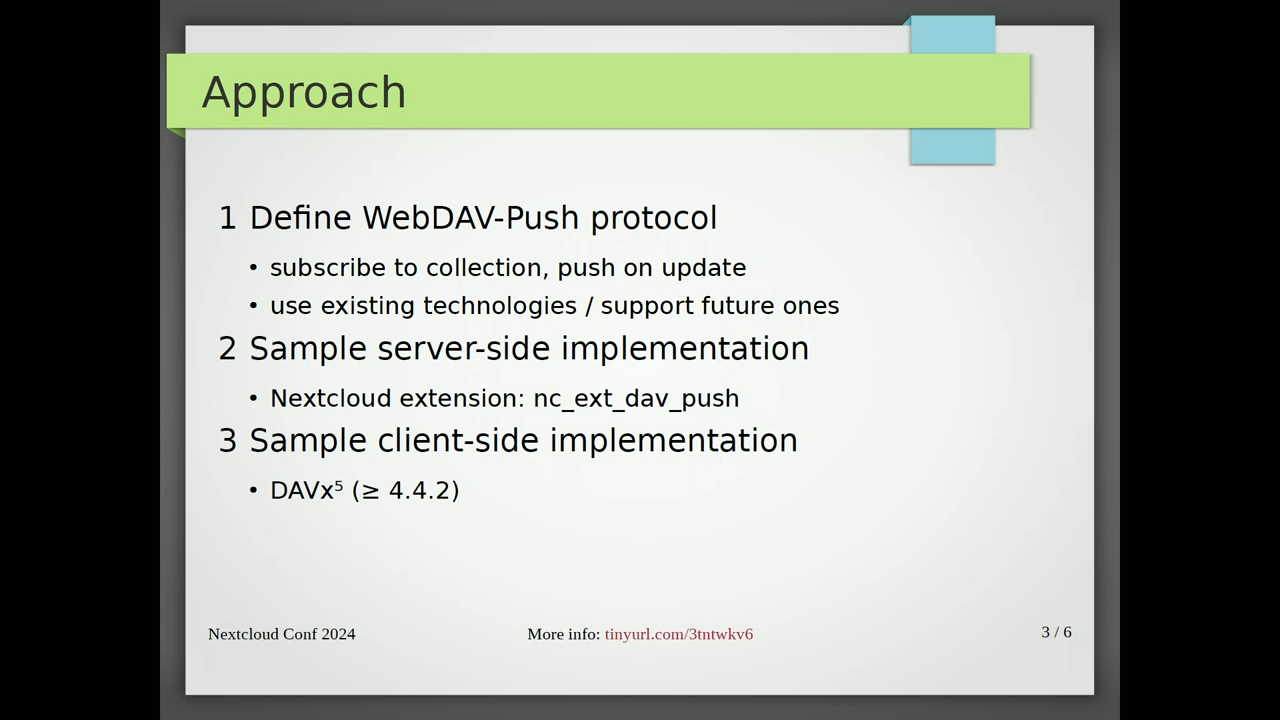 Approach
1 Define WebDAV-Push protocol
• subscribe to collection, push on update
• use existing technologies / support future ones
2 Sample server-side implementation
• Nextcloud extension: nc_ext_dav_push
3 Sample client-side implementation
• DAVx⁵ (≥ 4.4.2)
Nextcloud Conf 2024
More info: tinyurl.com/3tntwkv6
3 / 6